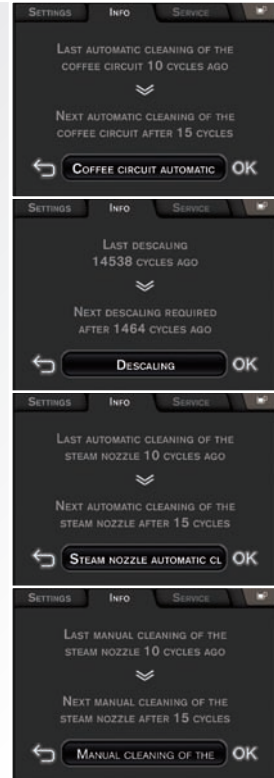 Settings Info Service
Last automatic cleaning of the
coffee circuit 10 cycles ago
Next automatic cleaning of the
coffee circuit after 15 cycles
Coffee circuit automatic OK
Settings Info Service
Last descaling
14538 cycles ago
Next descaling required
after 1464 cycles ago
Descaling OK
Settings Info Service
Last automatic cleaning of the
steam nozzle 10 cycles ago
Next automatic cleaning of the
steam nozzle after 15 cycles
Steam nozzle automatic cl OK
Settings Info Service
Last manual cleaning of the
steam nozzle 10 cycles ago
Next manual cleaning of the
steam nozzle after 15 cycles
Manual cleaning of the OK